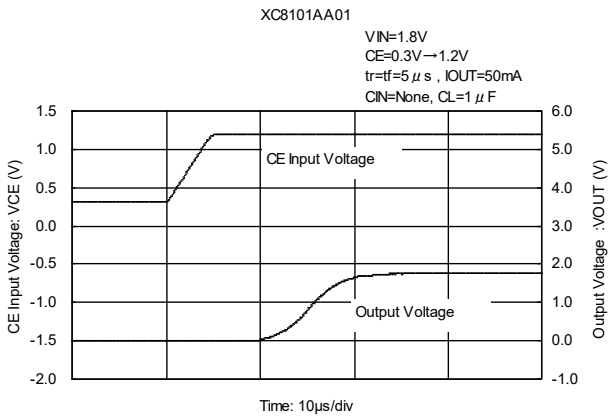 XC8101AA01
VIN=1.8V
CE=0.3V→1.2V
tr=tf=5μs , IOUT=50mA
CIN=None, CL=1μF
CE Input Voltage: VCE (V)
1.5
1.0
0.5
0.0
-0.5
-1.0
-1.5
-2.0
CE Input Voltage
Output Voltage
6.0
5.0
4.0
3.0
2.0
1.0
0.0
-1.0
Output Voltage :VOUT (V)
Time: 10μs/div